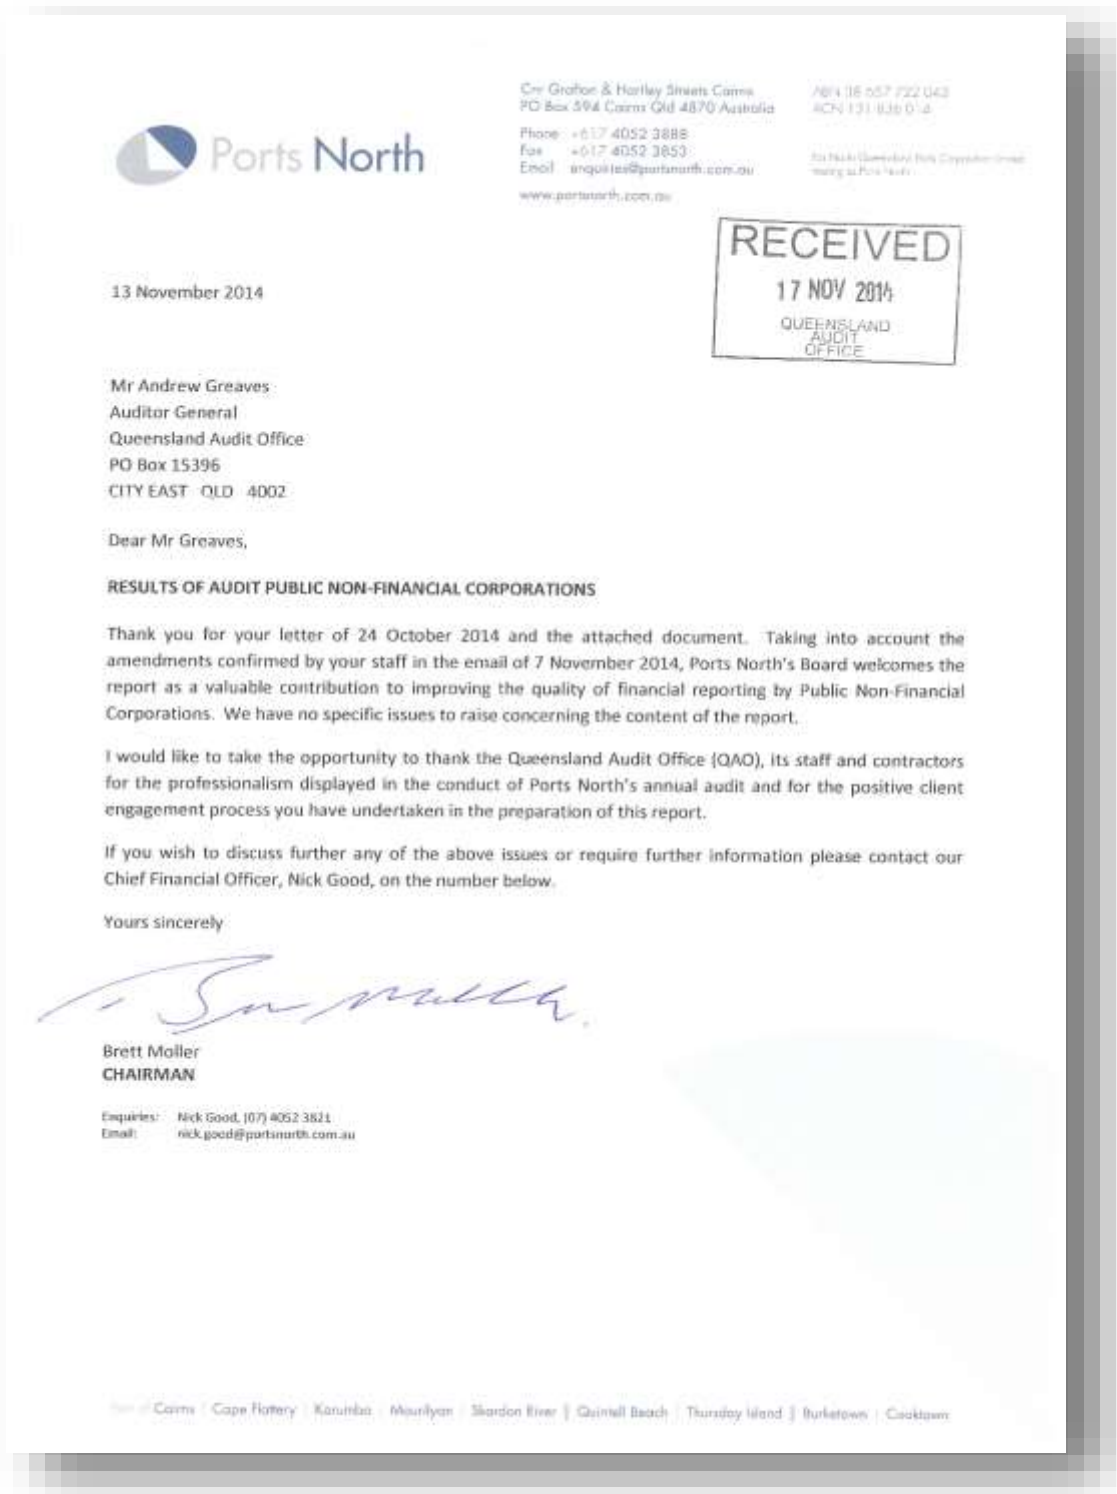 Ports North
Cnr Grafton & Hartley Streets Cairns
PO Box 594 Cairns Qld 4870 Australia
Phone +617 4052 3888
Fax +617 4052 3853
Email enquiries@portsnorth.com.au
www.portsnorth.com.au
RECEIVED
17 NOV 2014
QUEENSLAND
AUDIT
OFFICE
13 November 2014
Mr Andrew Greaves
Auditor General
Queensland Audit Office
PO Box 15396
CITY EAST QLD 4002
Dear Mr Greaves,
RESULTS OF AUDIT PUBLIC NON-FINANCIAL CORPORATIONS
Thank you for your letter of 24 October 2014 and the attached document. Taking into account the
amendments confirmed by your staff in the email of 7 November 2014, Ports North's Board welcomes the
report as a valuable contribution to improving the quality of financial reporting by Public Non-Financial
Corporations. We have no specific issues to raise concerning the content of the report.
I would like to take the opportunity to thank the Queensland Audit Office (QAO), its staff and contractors
for the professionalism displayed in the conduct of Ports North's annual audit and for the positive client
engagement process you have undertaken in the preparation of this report.
If you wish to discuss further any of the above issues or require further information please contact our
Chief Financial Officer, Nick Good, on the number below.
Yours sincerely
Brett Moller
CHAIRMAN
Enquiries: Nick Good, (07) 4052 3821
Email: nick.good@portsnorth.com.au
Cairns | Cape Flattery | Karumba | Mourilyan | Skardon River | Quintell Beach | Thursday Island | Burketown | Cooktown